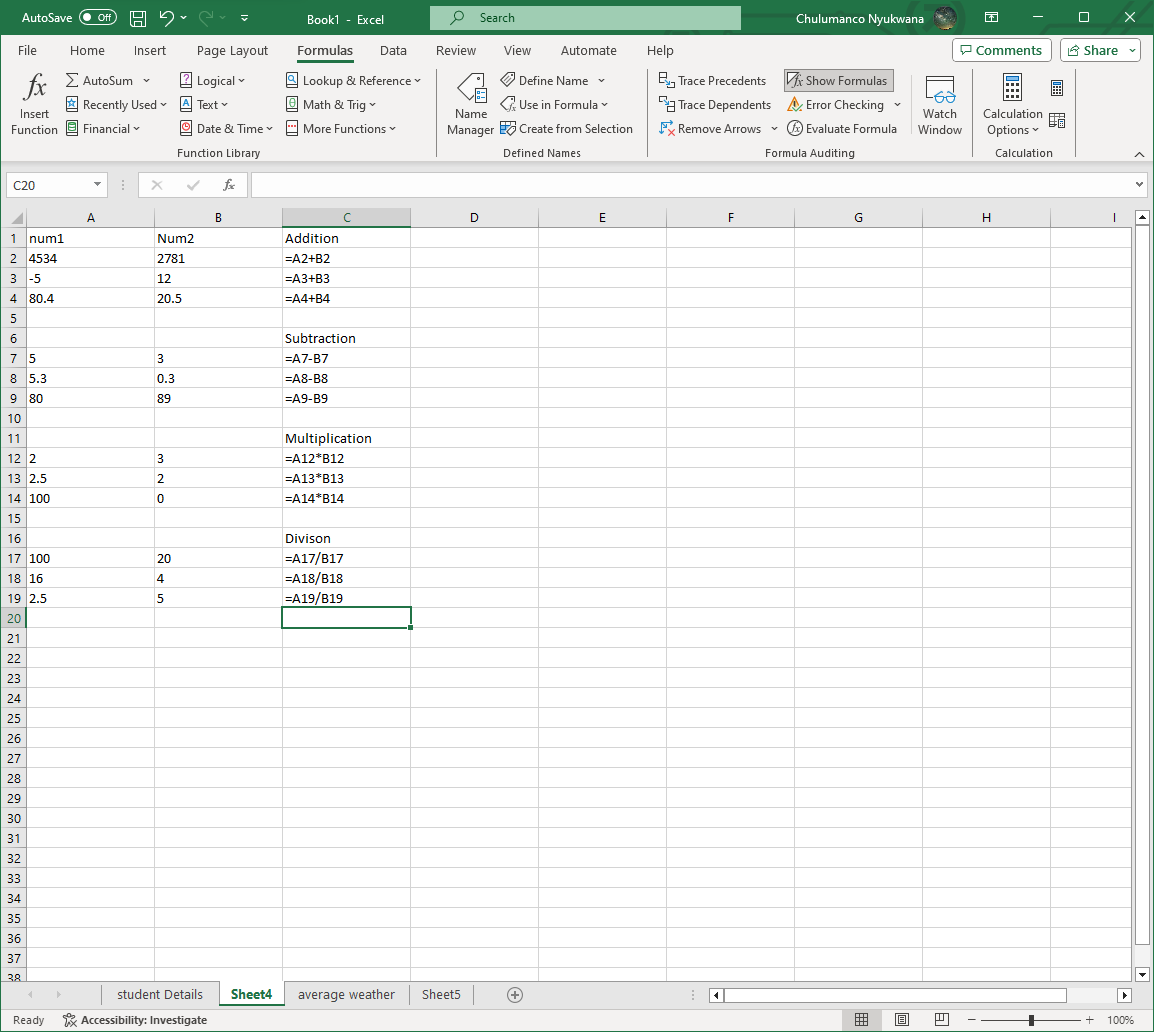 AutoSave Off Book1 - Excel Search Chulumanco Nyukwana
File Home Insert Page Layout Formulas Data Review View Automate Help Comments Share
fx Insert Function
AutoSum
Recently Used
Financial
Logical
Text
Date & Time
Lookup & Reference
Math & Trig
More Functions
Function Library
Name Manager
Define Name
Use in Formula
Create from Selection
Defined Names
Trace Precedents
Trace Dependents
Remove Arrows
Show Formulas
Error Checking
Evaluate Formula
Formula Auditing
Watch Window
Calculation Options
Calculation
C20 fx
A B C D E F G H I
1 num1 Num2 Addition
2 4534 2781 =A2+B2
3 -5 12 =A3+B3
4 80.4 20.5 =A4+B4
5
6 Subtraction
7 5 3 =A7-B7
8 5.3 0.3 =A8-B8
9 80 89 =A9-B9
10
11 Multiplication
12 2 3 =A12*B12
13 2.5 2 =A13*B13
14 100 0 =A14*B14
15
16 Divison
17 100 20 =A17/B17
18 16 4 =A18/B18
19 2.5 5 =A19/B19
20
21
22
23
24
25
26
27
28
29
30
31
32
33
34
35
36
37
38
student Details Sheet4 average weather Sheet5
Ready Accessibility: Investigate 100%